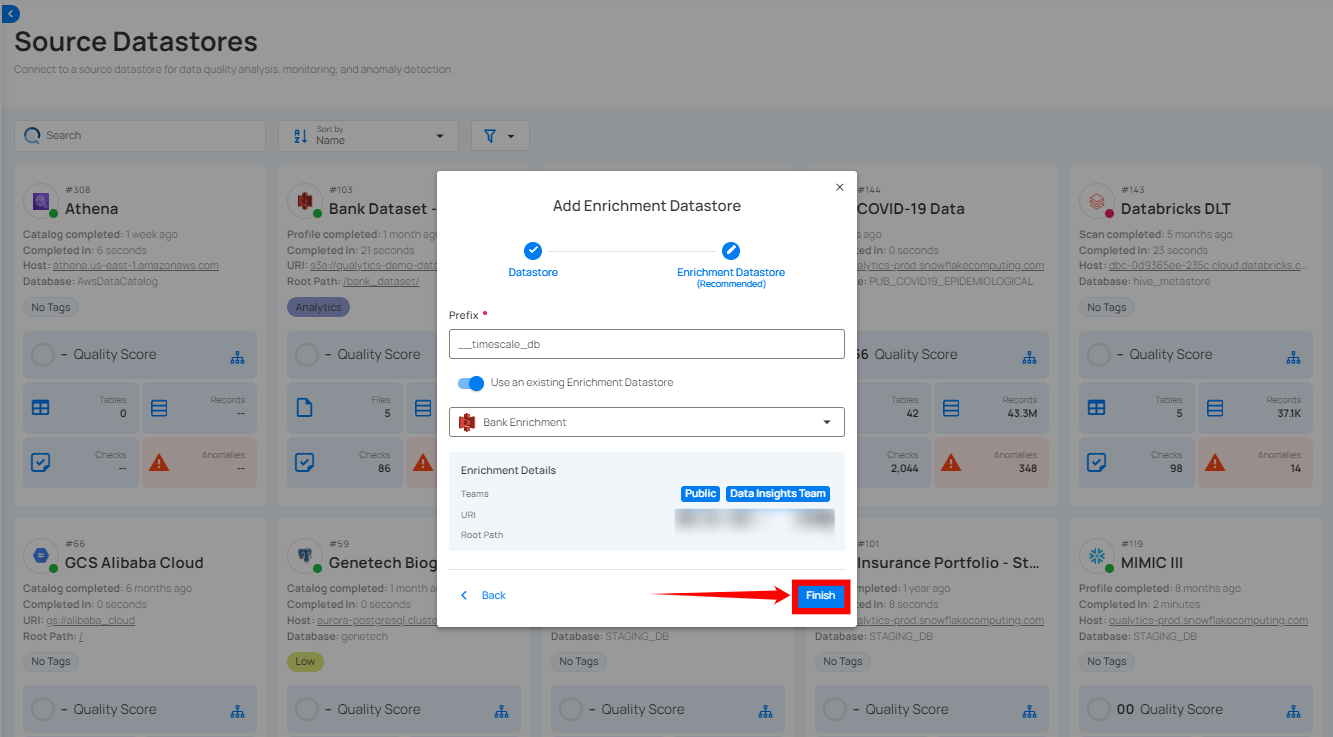 Source Datastores
Connect to a source datastore for data quality analysis, monitoring, and anomaly detection
Search
Sort by
Name
#308
Athena
Catalog completed: 1 week ago
Completed In: 6 seconds
Host: athena.us-east-1.amazonaws.com
Database: AwsDataCatalog
No Tags
– Quality Score
Tables
0
Records
--
Checks
--
Anomalies
--
#103
Bank Dataset -
Profile completed: 1 month ago
Completed In: 21 seconds
URI: s3a://qualytics-demo-data
Root Path: /bank_dataset/
Analytics
– Quality Score
Files
5
Checks
86
Add Enrichment Datastore
Datastore
Enrichment Datastore
(Recommended)
Prefix *
__timescale_db
Use an existing Enrichment Datastore
Bank Enrichment
Enrichment Details
Teams
Public Data Insights Team
URI
Root Path
Back
Finish
#144
COVID-19 Data
s ago
ed In: 0 seconds
alytics-prod.snowflakecomputing.com
e: PUB_COVID19_EPIDEMIOLOGICAL
56 Quality Score
Tables
42
Records
43.3M
Checks
2,044
Anomalies
348
#143
Databricks DLT
Scan completed: 5 months ago
Completed In: 23 seconds
Host: dbc-0d9365ee-235c.cloud.databricks.c...
Database: hive_metastore
No Tags
– Quality Score
Tables
5
Records
37.1K
Checks
98
Anomalies
14
#66
GCS Alibaba Cloud
Catalog completed: 6 months ago
Completed In: 0 seconds
URI: gs://alibaba_cloud
Root Path: /
No Tags
– Quality Score
#59
Genetech Biog
Catalog completed: 1 month ago
Completed In: 0 seconds
Host: aurora-postgresql.cluste
Database: genetech
Low
– Quality Score
Database: STAGING_DB
No Tags
– Quality Score
#101
Insurance Portfolio - St...
mpleted: 1 year ago
ed In: 8 seconds
alytics-prod.snowflakecomputing.com
Database: STAGING_DB
No Tags
– Quality Score
#119
MIMIC III
Profile completed: 8 months ago
Completed In: 2 minutes
Host: qualytics-prod.snowflakecomputing.com
Database: STAGING_DB
No Tags
00 Quality Score